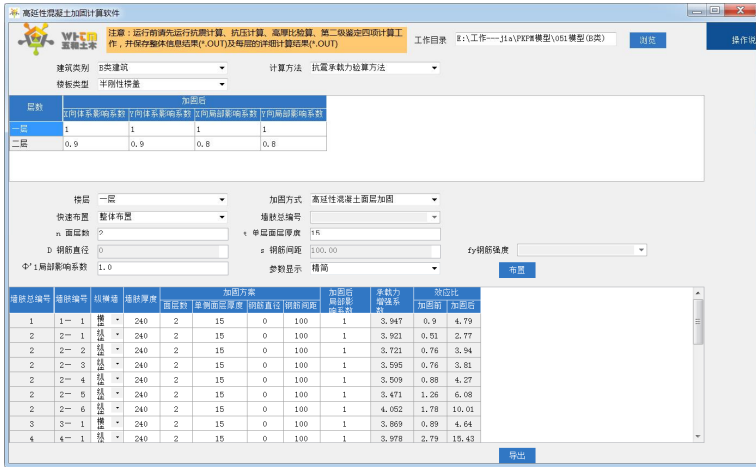 高延性混凝土加固计算软件
五和土木
注意：运行前请先运行抗震计算、抗压计算、高厚比验算、第二级鉴定四项计算工
作，并保存整体信息结果(*.OUT)及每层的详细计算结果(*.OUT)
工作目录 E:\工作---jia\PKPM模型\051模型(B类) 浏览 操作说
建筑类别 B类建筑 计算方法 抗震承载力验算方法
楼板类型 半刚性楼盖
层数 加固后
X向体系影响系数 Y向体系影响系数 X向局部影响系数 Y向局部影响系数
一层 1 1 1 1
二层 0.9 0.9 0.8 0.8
楼层 一层 加固方式 高延性混凝土面层加固
快速布置 整体布置 墙肢总编号
n 面层数 2 t 单层面层厚度 15
D 钢筋直径 0 s 钢筋间距 100.00 fy钢筋强度
Φ'1局部影响系数 1.0 参数显示 精简 布置
墙肢总编号 墙肢编号 纵横墙 墙肢厚度 加固方案 加固后局部影响系数 承载力增强系数 效应比
面层数 单侧面层厚度 钢筋直径 钢筋间距 加固前 加固后
1 1- 1 横 240 2 15 0 100 1 3.947 0.9 4.79
2 2- 1 纵 240 2 15 0 100 1 3.921 0.51 2.77
2 2- 2 纵 240 2 15 0 100 1 3.721 0.76 3.94
2 2- 3 纵 240 2 15 0 100 1 3.595 0.76 3.81
2 2- 4 纵 240 2 15 0 100 1 3.509 0.88 4.27
2 2- 5 纵 240 2 15 0 100 1 3.471 1.26 6.08
2 2- 6 纵 240 2 15 0 100 1 4.052 1.78 10.01
3 3- 1 横 240 2 15 0 100 1 3.869 0.89 4.64
4 4- 1 纵 240 2 15 0 100 1 3.978 2.79 15.43
导出